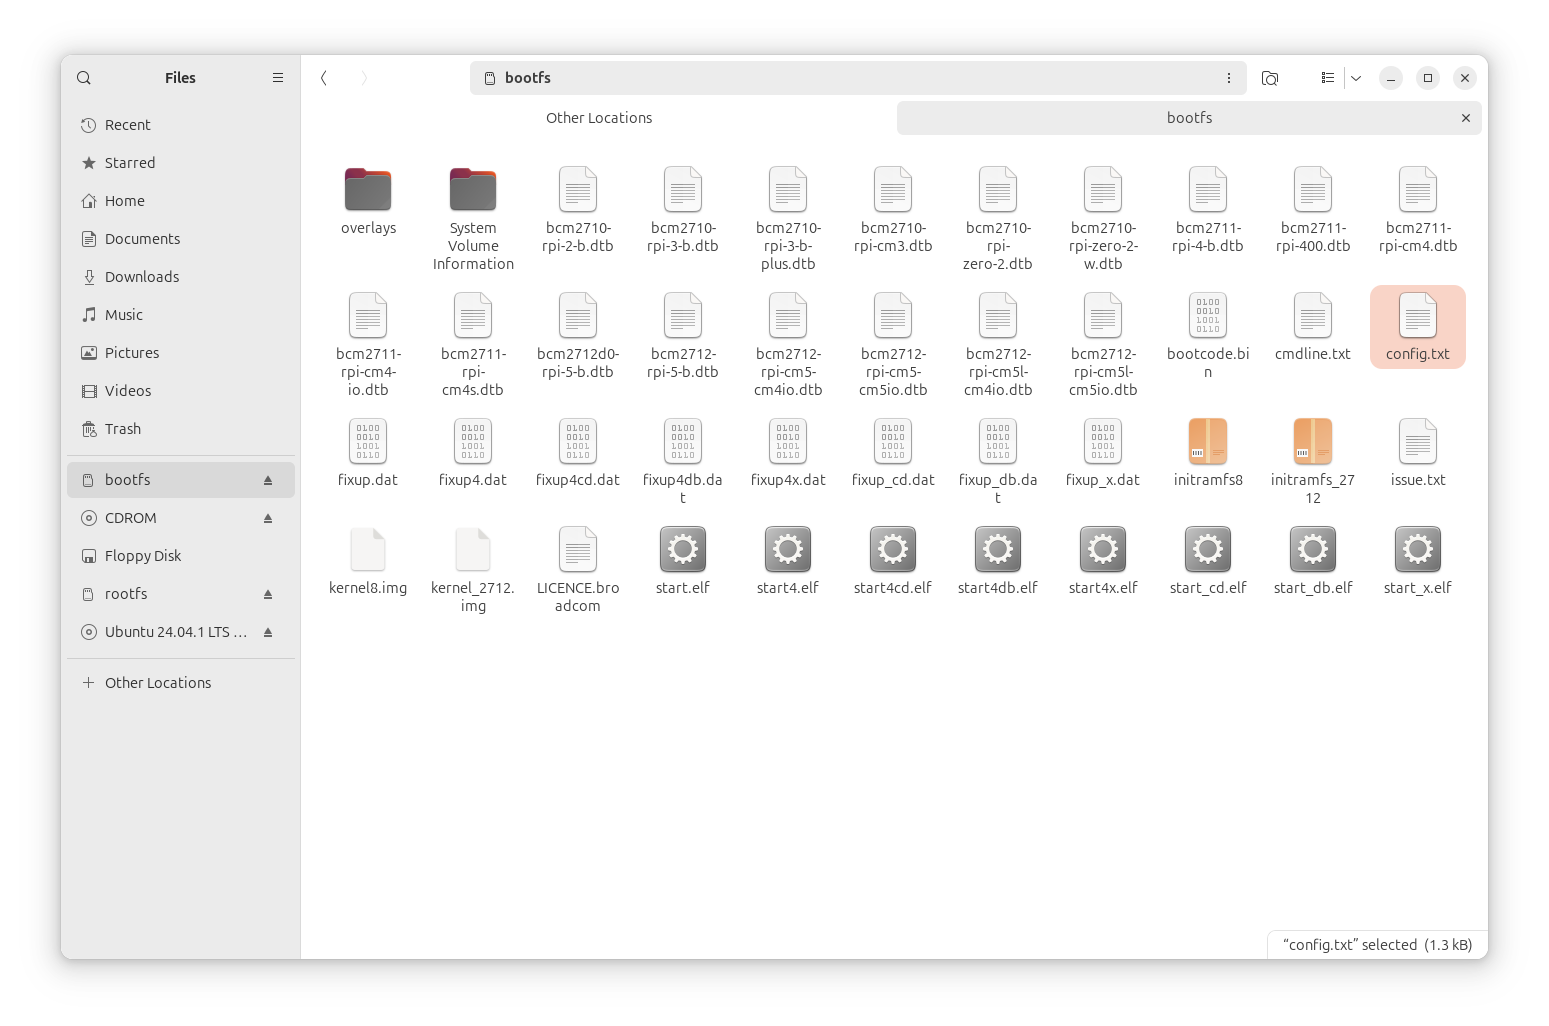 Files
bootfs
Other Locations
bootfs
Recent
Starred
Home
Documents
Downloads
Music
Pictures
Videos
Trash
bootfs
CDROM
Floppy Disk
rootfs
Ubuntu 24.04.1 LTS ...
Other Locations
overlays
System
Volume
Information
bcm2710-
rpi-2-b.dtb
bcm2710-
rpi-3-b.dtb
bcm2710-
rpi-3-b-
plus.dtb
bcm2710-
rpi-cm3.dtb
bcm2710-
rpi-
zero-2.dtb
bcm2710-
rpi-zero-2-
w.dtb
bcm2711-
rpi-4-b.dtb
bcm2711-
rpi-400.dtb
bcm2711-
rpi-cm4.dtb
bcm2711-
rpi-cm4-
io.dtb
bcm2711-
rpi-
cm4s.dtb
bcm2712d0-
rpi-5-b.dtb
bcm2712-
rpi-5-b.dtb
bcm2712-
rpi-cm5-
cm4io.dtb
bcm2712-
rpi-cm5-
cm5io.dtb
bcm2712-
rpi-cm5l-
cm4io.dtb
bcm2712-
rpi-cm5l-
cm5io.dtb
bootcode.bi
n
cmdline.txt
config.txt
fixup.dat
fixup4.dat
fixup4cd.dat
fixup4db.da
t
fixup4x.dat
fixup_cd.dat
fixup_db.da
t
fixup_x.dat
initramfs8
initramfs_27
12
issue.txt
kernel8.img
kernel_2712.
img
LICENCE.bro
adcom
start.elf
start4.elf
start4cd.elf
start4db.elf
start4x.elf
start_cd.elf
start_db.elf
start_x.elf
“config.txt” selected (1.3 kB)